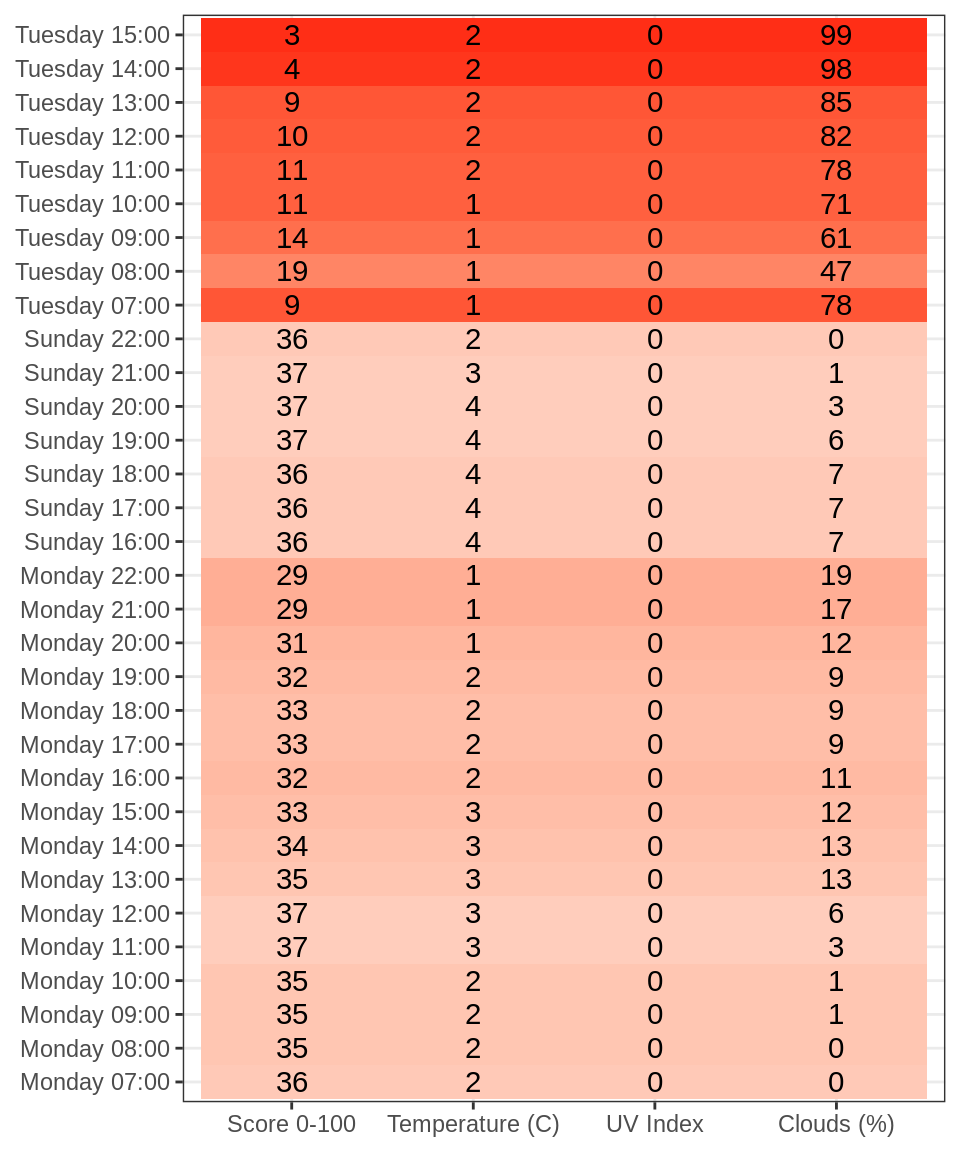 Tuesday 15:00 3 2 0 99
Tuesday 14:00 4 2 0 98
Tuesday 13:00 9 2 0 85
Tuesday 12:00 10 2 0 82
Tuesday 11:00 11 2 0 78
Tuesday 10:00 11 1 0 71
Tuesday 09:00 14 1 0 61
Tuesday 08:00 19 1 0 47
Tuesday 07:00 9 1 0 78
Sunday 22:00 36 2 0 0
Sunday 21:00 37 3 0 1
Sunday 20:00 37 4 0 3
Sunday 19:00 37 4 0 6
Sunday 18:00 36 4 0 7
Sunday 17:00 36 4 0 7
Sunday 16:00 36 4 0 7
Monday 22:00 29 1 0 19
Monday 21:00 29 1 0 17
Monday 20:00 31 1 0 12
Monday 19:00 32 2 0 9
Monday 18:00 33 2 0 9
Monday 17:00 33 2 0 9
Monday 16:00 32 2 0 11
Monday 15:00 33 3 0 12
Monday 14:00 34 3 0 13
Monday 13:00 35 3 0 13
Monday 12:00 37 3 0 6
Monday 11:00 37 3 0 3
Monday 10:00 35 2 0 1
Monday 09:00 35 2 0 1
Monday 08:00 35 2 0 0
Monday 07:00 36 2 0 0
Score 0-100 Temperature (C) UV Index Clouds (%)